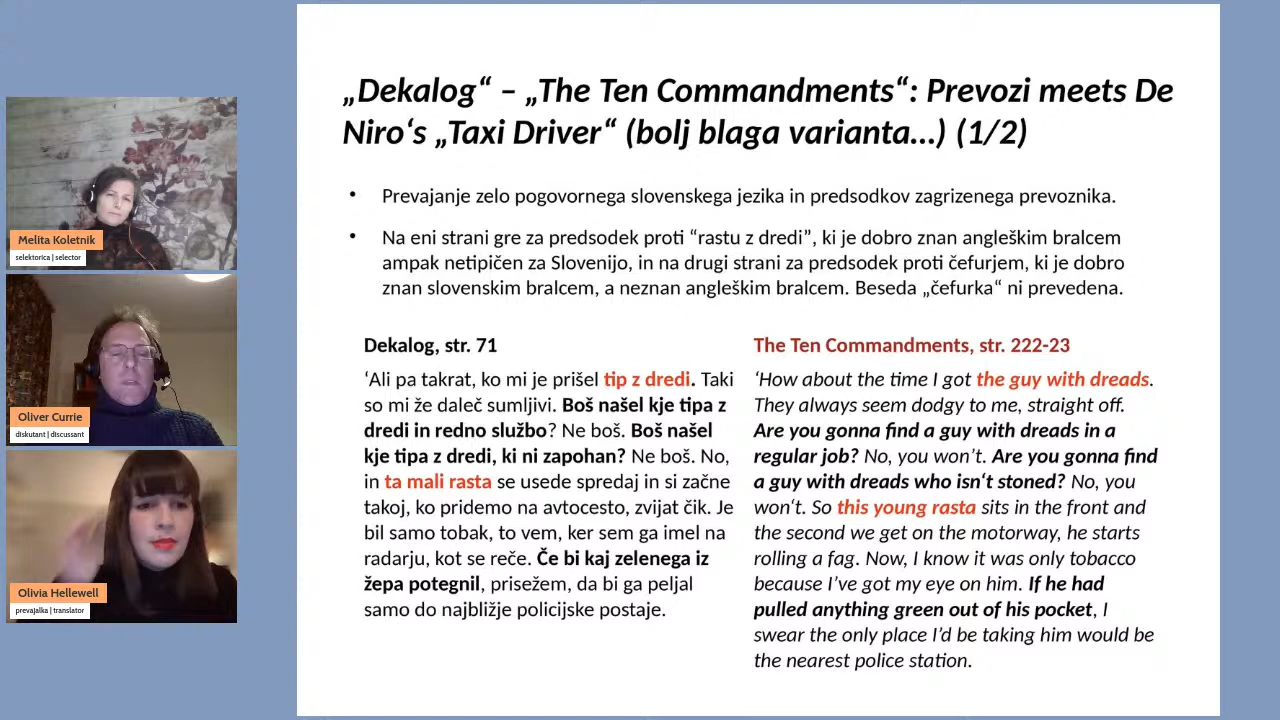 „Dekalog“ – „The Ten Commandments“: Prevozi meets De
Niro‘s „Taxi Driver“ (bolj blaga varianta…) (1/2)
• Prevajanje zelo pogovornega slovenskega jezika in predsodkov zagrizenega prevoznika.
• Na eni strani gre za predsodek proti “rastu z dredi”, ki je dobro znan angleškim bralcem
ampak netipičen za Slovenijo, in na drugi strani za predsodek proti čefurjem, ki je dobro
znan slovenskim bralcem, a neznan angleškim bralcem. Beseda „čefurka“ ni prevedena.
Dekalog, str. 71
‘Ali pa takrat, ko mi je prišel tip z dredi. Taki
so mi že daleč sumljivi. Boš našel kje tipa z
dredi in redno službo? Ne boš. Boš našel
kje tipa z dredi, ki ni zapohan? Ne boš. No,
in ta mali rasta se usede spredaj in si začne
takoj, ko pridemo na avtocesto, zvijat čik. Je
bil samo tobak, to vem, ker sem ga imel na
radarju, kot se reče. Če bi kaj zelenega iz
žepa potegnil, prisežem, da bi ga peljal
samo do najbližje policijske postaje.
The Ten Commandments, str. 222-23
‘How about the time I got the guy with dreads.
They always seem dodgy to me, straight off.
Are you gonna find a guy with dreads in a
regular job? No, you won’t. Are you gonna find
a guy with dreads who isn‘t stoned? No, you
won‘t. So this young rasta sits in the front and
the second we get on the motorway, he starts
rolling a fag. Now, I know it was only tobacco
because I’ve got my eye on him. If he had
pulled anything green out of his pocket, I
swear the only place I’d be taking him would be
the nearest police station.
Melita Koletnik
selektorica | selector
Oliver Currie
diskutant | discussant
Olivia Hellewell
prevajalka | translator